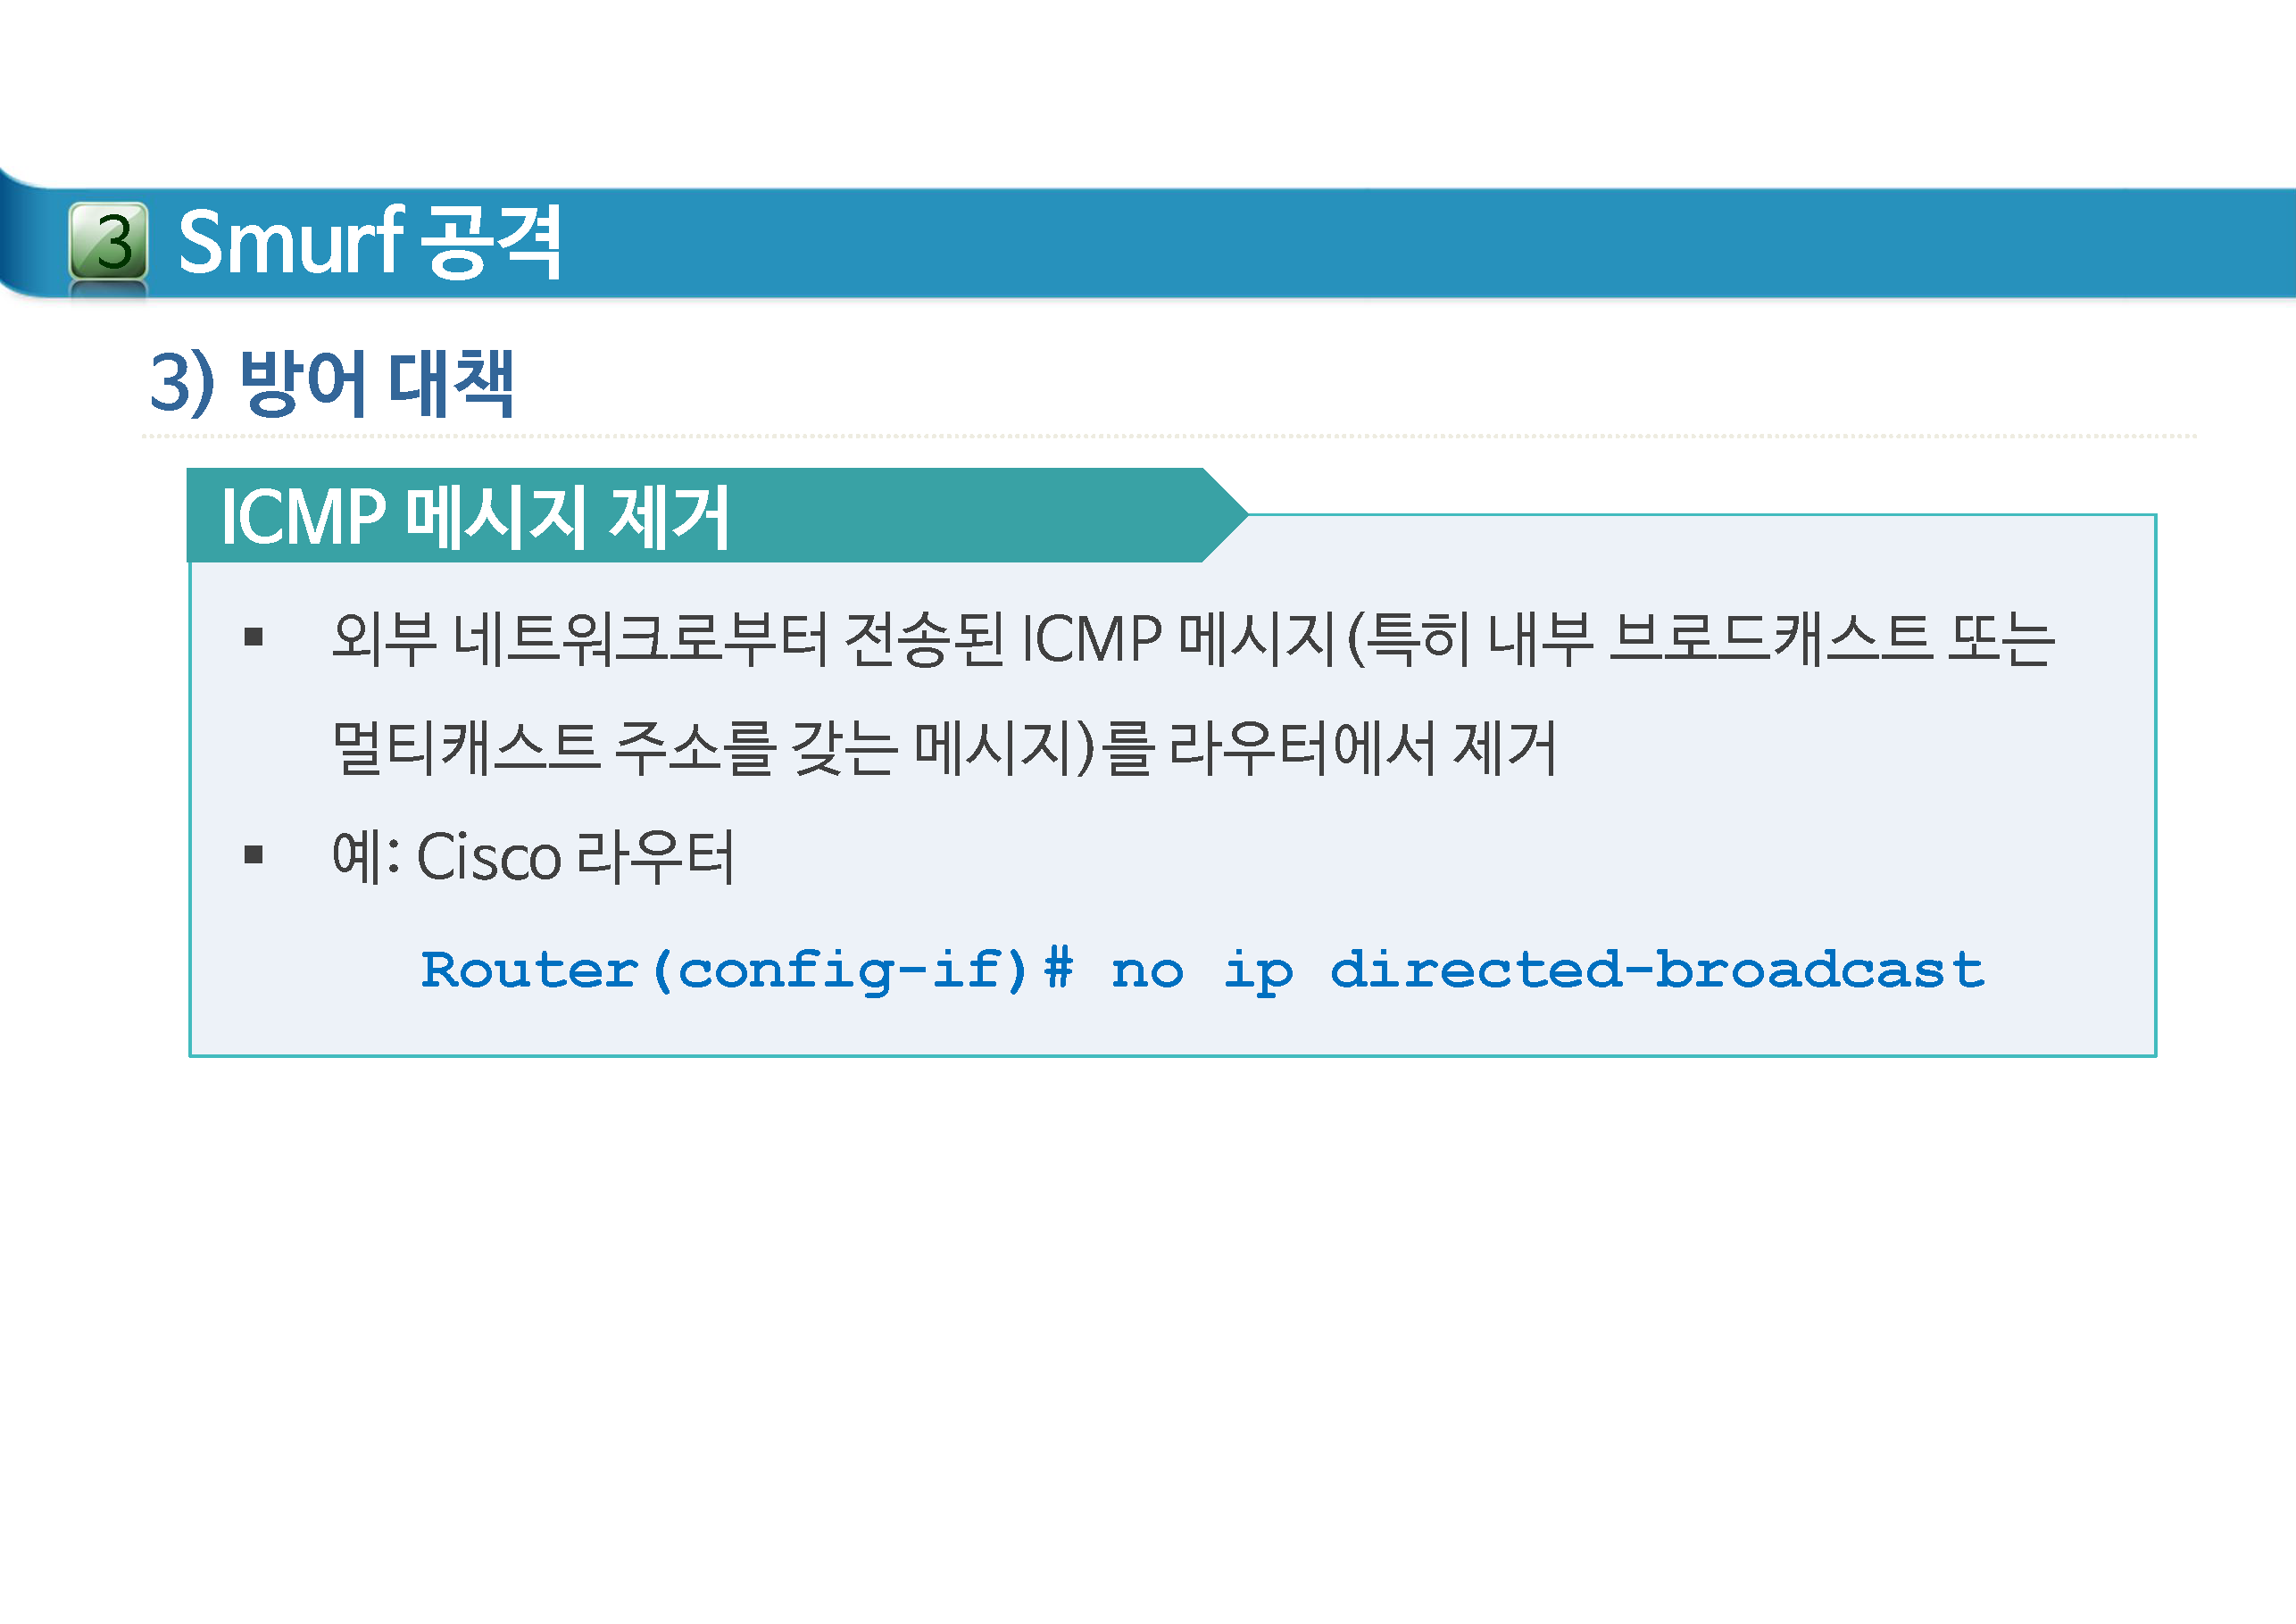 3 Smurf 공격
3) 방어 대책
ICMP 메시지 제거
▪ 외부 네트워크로부터 전송된 ICMP 메시지(특히 내부 브로드캐스트 또는
멀티캐스트 주소를 갖는 메시지)를 라우터에서 제거
▪ 예: Cisco 라우터
Router(config-if)# no ip directed-broadcast